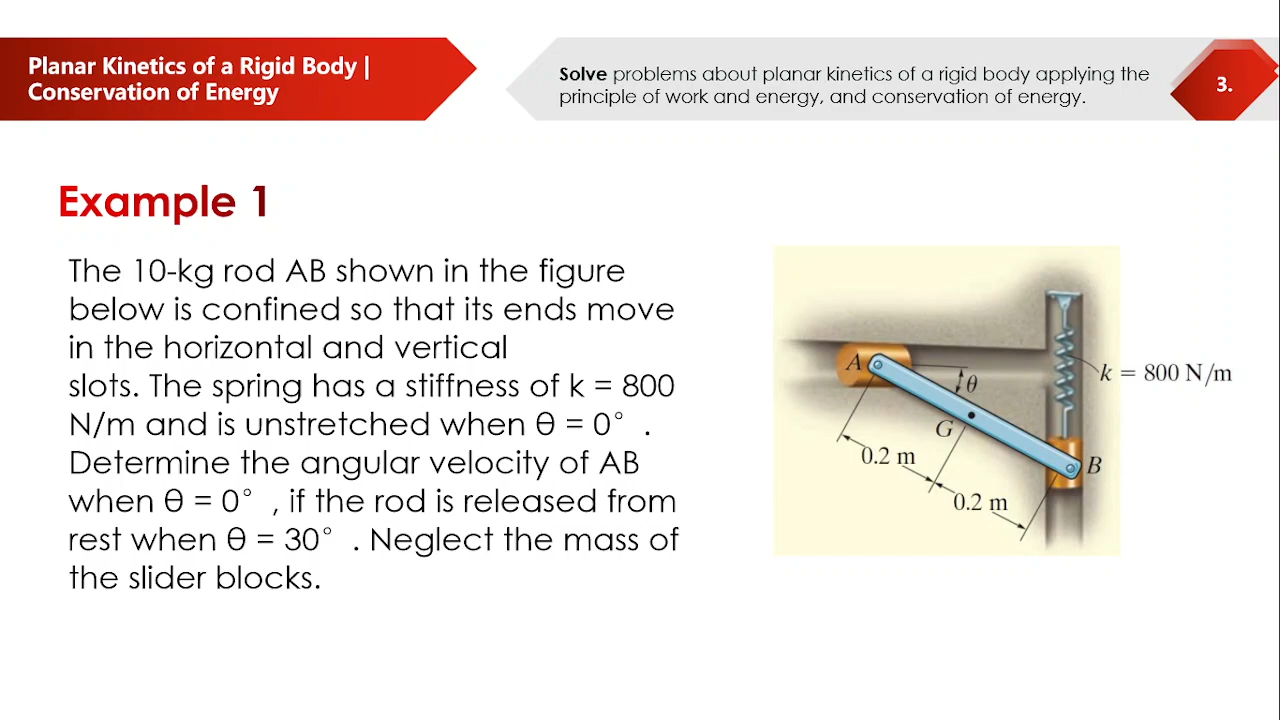 Planar Kinetics of a Rigid Body |
Conservation of Energy
Solve problems about planar kinetics of a rigid body applying the
principle of work and energy, and conservation of energy.
3.
Example 1
The 10-kg rod AB shown in the figure
below is confined so that its ends move
in the horizontal and vertical
slots. The spring has a stiffness of k = 800
N/m and is unstretched when θ = 0° .
Determine the angular velocity of AB
when θ = 0° , if the rod is released from
rest when θ = 30° . Neglect the mass of
the slider blocks.
A
θ
k = 800 N/m
G
0.2 m
B
0.2 m